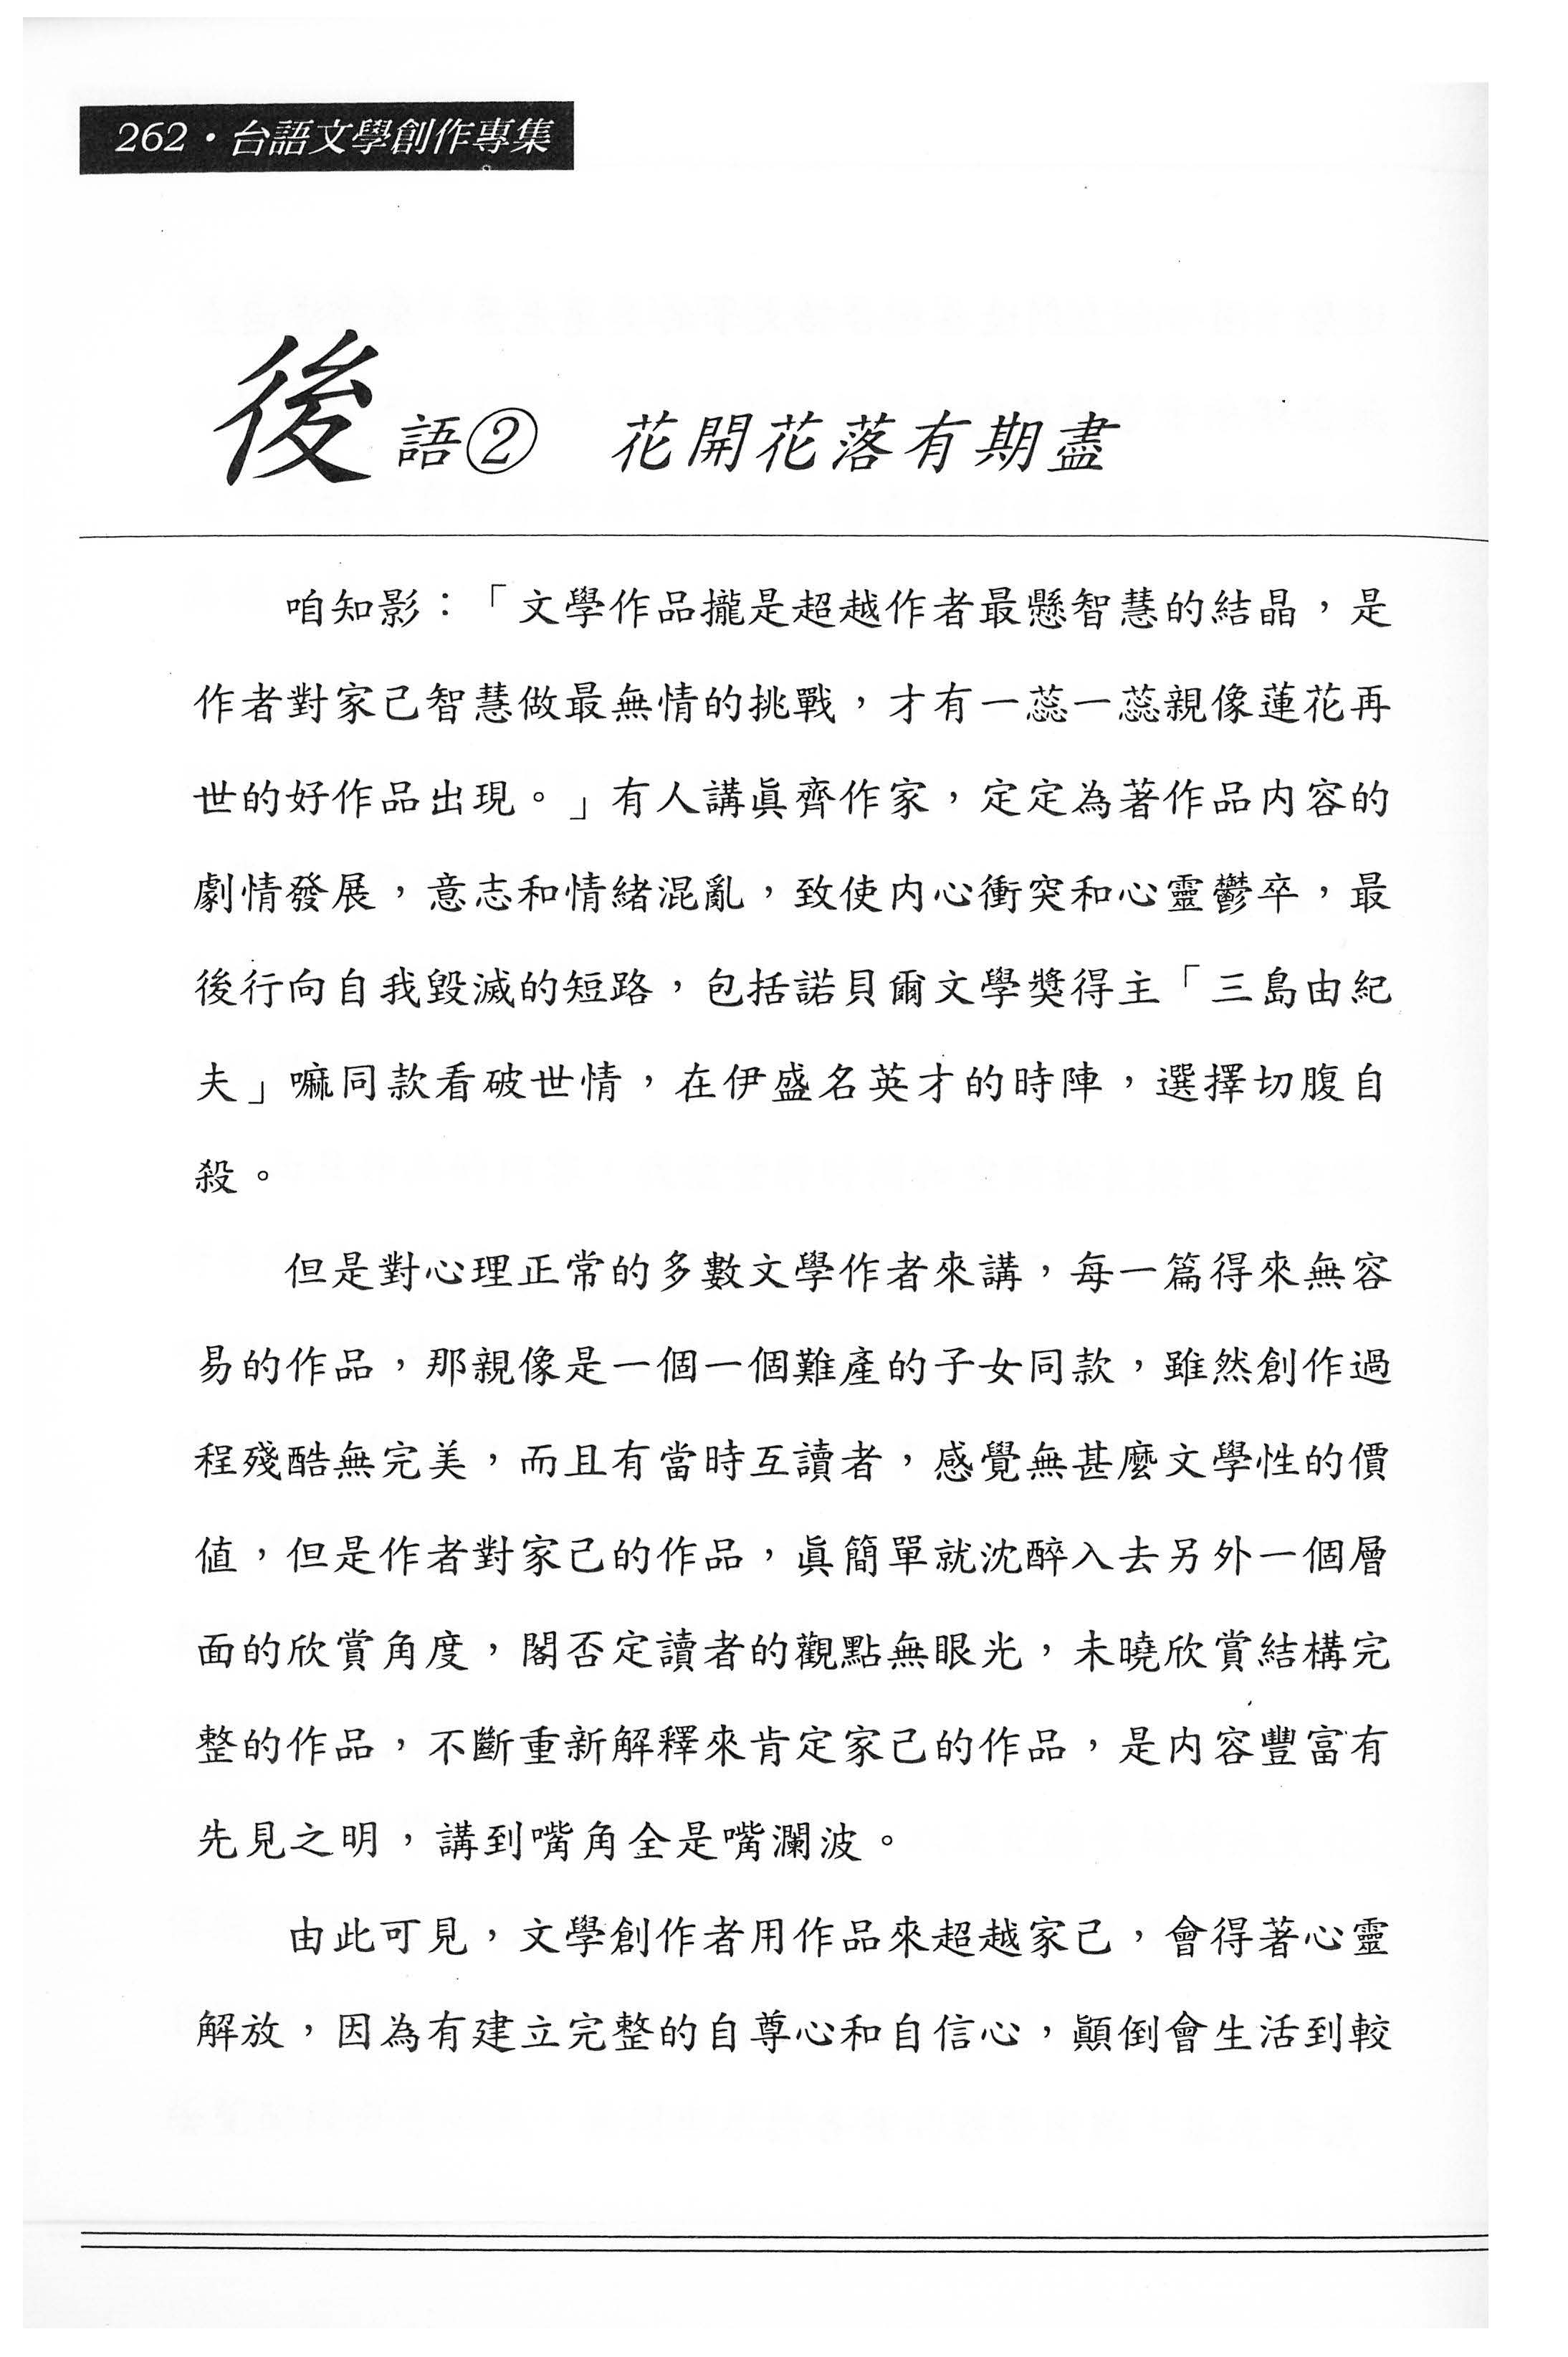 262・台語文學創作專集
後語② 花開花落有期盡
咱知影：「文學作品攏是超越作者最懸智慧的結晶，是
作者對家己智慧做最無情的挑戰，才有一蕊一蕊親像蓮花再
世的好作品出現。」有人講眞齊作家，定定為著作品內容的
劇情發展，意志和情緒混亂，致使內心衝突和心靈鬱卒，最
後行向自我毀滅的短路，包括諾貝爾文學獎得主「三島由紀
夫」嘛同款看破世情，在伊盛名英才的時陣，選擇切腹自
殺。
但是對心理正常的多數文學作者來講，每一篇得來無容
易的作品，那親像是一個一個難產的子女同款，雖然創作過
程殘酷無完美，而且有當時互讀者，感覺無甚麼文學性的價
值，但是作者對家己的作品，眞簡單就沈醉入去另外一個層
面的欣賞角度，閣否定讀者的觀點無眼光，未曉欣賞結構完
整的作品，不斷重新解釋來肯定家己的作品，是內容豐富有
先見之明，講到嘴角全是嘴瀾波。
由此可見，文學創作者用作品來超越家己，會得著心靈
解放，因為有建立完整的自尊心和自信心，顚倒會生活到較